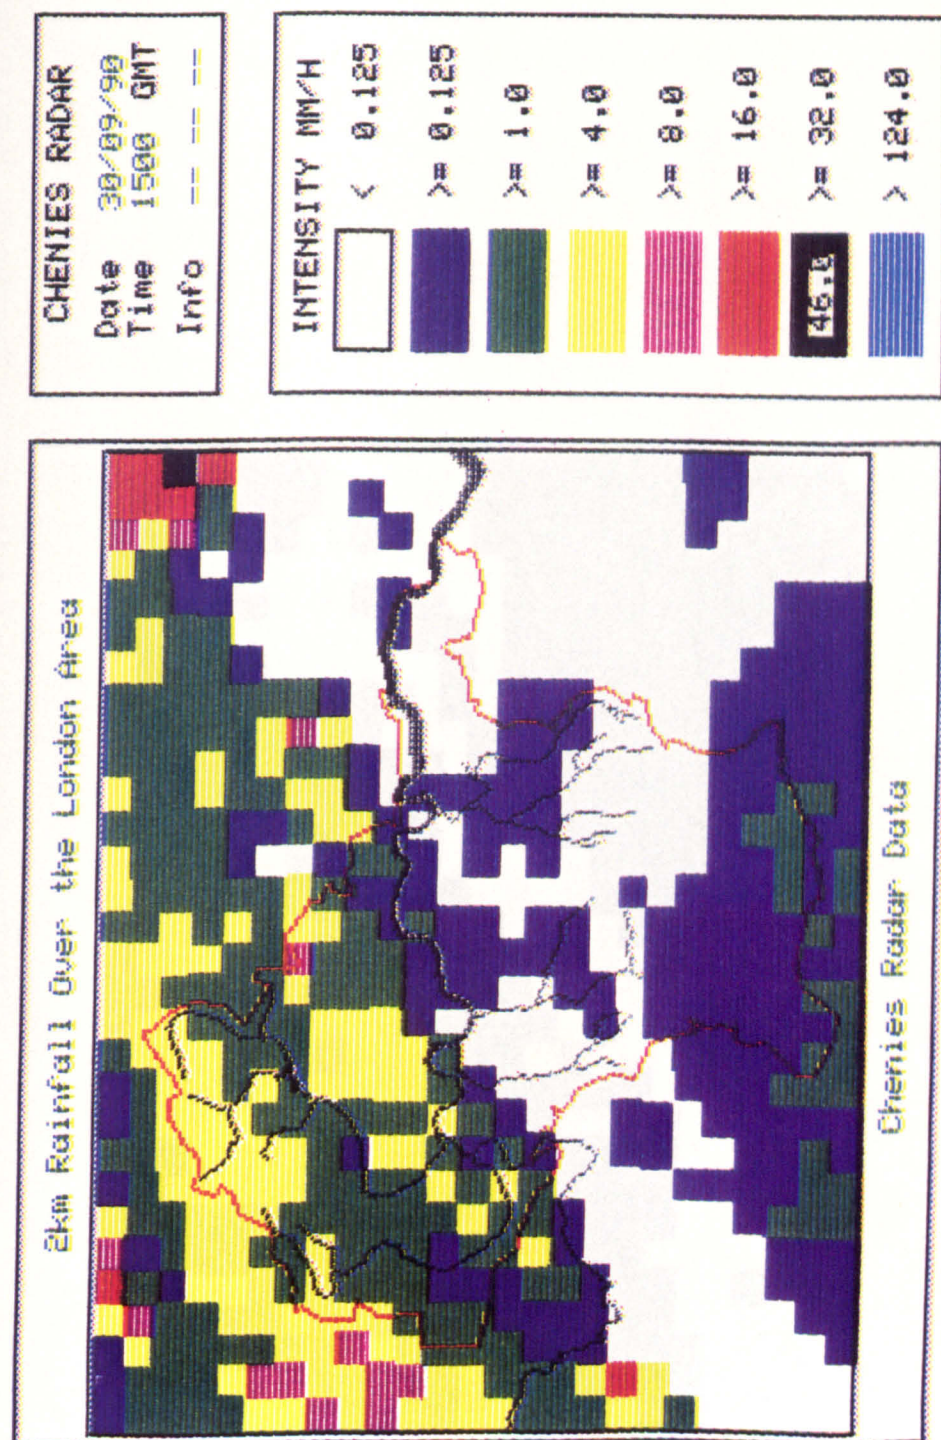 2km Rainfall Over the London Area
Chenies Radar Data
CHENIES RADAR
Date 30/09/90
Time 1500 GMT
Info == == ==
INTENSITY MM/H
< 0.125
>= 0.125
>= 1.0
>= 4.0
>= 8.0
>= 16.0
46.0 >= 32.0
> 124.0